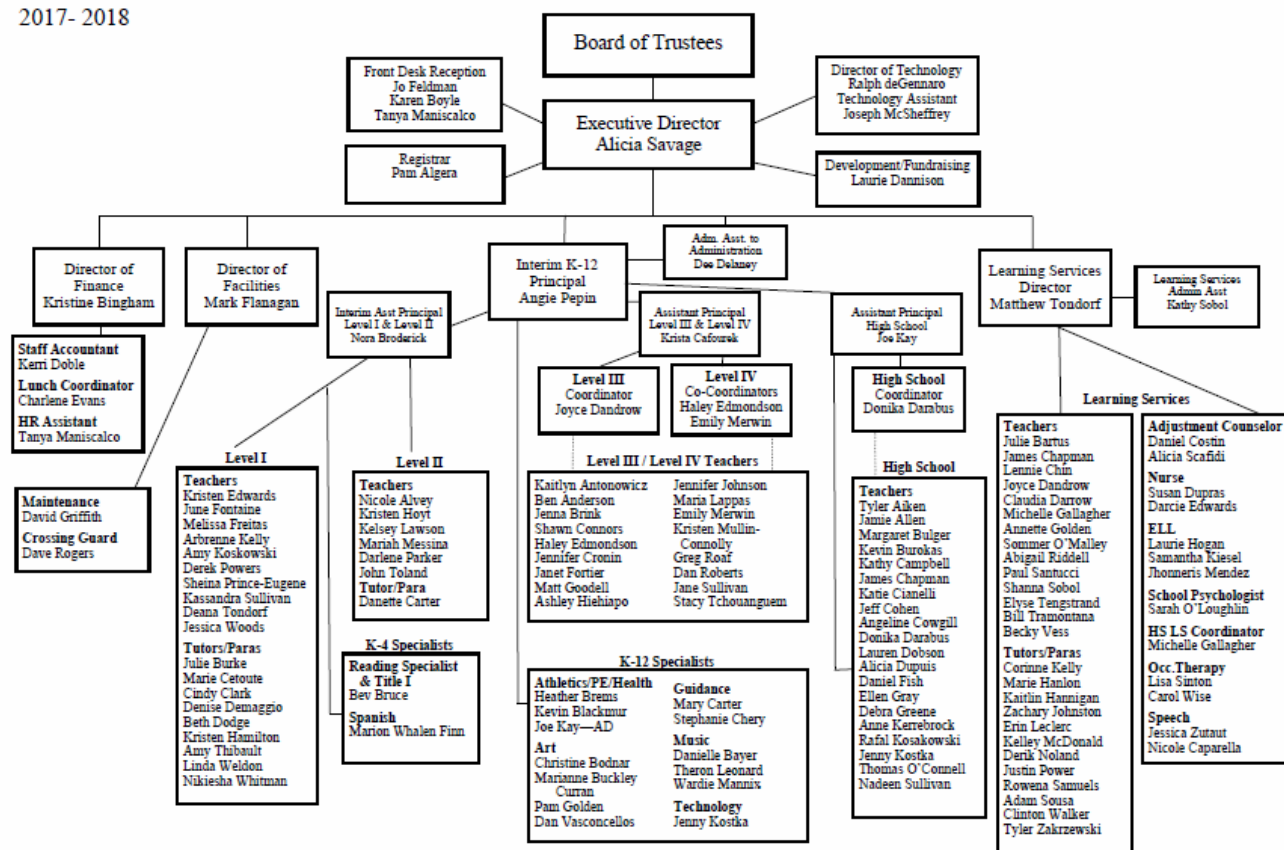 2017- 2018
Board of Trustees
Front Desk Reception
Jo Feldman
Karen Boyle
Tanya Maniscalco
Director of Technology
Ralph deGennaro
Technology Assistant
Joseph McSheffrey
Executive Director
Alicia Savage
Registrar
Pam Algera
Development/Fundraising
Laurie Dannison
Director of
Finance
Kristine Bingham
Director of
Facilities
Mark Flanagan
Interim K-12
Principal
Angie Pepin
Adm. Asst. to
Administration
Dee Delaney
Learning Services
Director
Matthew Tondorf
Learning Services
Admin Asst
Kathy Sobol
Interim Asst Principal
Level I & Level II
Nora Broderick
Assistant Principal
Level III & Level IV
Krista Cafourek
Assistant Principal
High School
Joe Kay
Staff Accountant
Kerri Doble
Lunch Coordinator
Charlene Evans
HR Assistant
Tanya Maniscalco
Level III
Coordinator
Joyce Dandrow
Level IV
Co-Coordinators
Haley Edmondson
Emily Merwin
High School
Coordinator
Donika Darabus
Maintenance
David Griffith
Crossing Guard
Dave Rogers
Level I
Teachers
Kristen Edwards
June Fontaine
Melissa Freitas
Arbrenne Kelly
Amy Koskowski
Derek Powers
Sheina Prince-Eugene
Kassandra Sullivan
Deana Tondorf
Jessica Woods
Tutors/Paras
Julie Burke
Marie Cetoute
Cindy Clark
Denise Demaggio
Beth Dodge
Kristen Hamilton
Amy Thibault
Linda Weldon
Nikiesha Whitman
Level II
Teachers
Nicole Alvey
Kristen Hoyt
Kelsey Lawson
Mariah Messina
Darlene Parker
John Toland
Tutor/Para
Danette Carter
K-4 Specialists
Reading Specialist
& Title I
Bev Bruce
Spanish
Marion Whalen Finn
Level III / Level IV Teachers
Kaitlyn Antonowicz
Ben Anderson
Jenna Brink
Shawn Connors
Haley Edmondson
Jennifer Cronin
Janet Fortier
Matt Goodell
Ashley Hiehiapo
Jennifer Johnson
Maria Lappas
Emily Merwin
Kristen Mullin-
Connolly
Greg Roaf
Dan Roberts
Jane Sullivan
Stacy Tchouanguem
K-12 Specialists
Athletics/PE/Health
Heather Brems
Kevin Blackmur
Joe Kay—AD
Art
Christine Bodnar
Marianne Buckley
Curran
Pam Golden
Dan Vasconcellos
Guidance
Mary Carter
Stephanie Chery
Music
Danielle Bayer
Theron Leonard
Wardie Mannix
Technology
Jenny Kostka
High School
Teachers
Tyler Aiken
Jamie Allen
Margaret Bulger
Kevin Burokas
Kathy Campbell
James Chapman
Katie Cianelli
Jeff Cohen
Angeline Cowgill
Donika Darabus
Lauren Dobson
Alicia Dupuis
Daniel Fish
Ellen Gray
Debra Greene
Anne Kerrebrock
Rafal Kosakowski
Jenny Kostka
Thomas O'Connell
Nadeen Sullivan
Learning Services
Teachers
Julie Bartus
James Chapman
Lennie Chin
Joyce Dandrow
Claudia Darrow
Michelle Gallagher
Annette Golden
Sommer O'Malley
Abigail Riddell
Paul Santucci
Shanna Sobol
Elyse Tengstrand
Bill Tramontana
Becky Vess
Tutors/Paras
Corinne Kelly
Marie Hanlon
Kaitlin Hannigan
Zachary Johnston
Erin Leclerc
Kelley McDonald
Derik Noland
Justin Power
Rowena Samuels
Adam Sousa
Clinton Walker
Tyler Zakrzewski
Adjustment Counselor
Daniel Costin
Alicia Scafidi
Nurse
Susan Dupras
Darcie Edwards
ELL
Laurie Hogan
Samantha Kiesel
Jhonneris Mendez
School Psychologist
Sarah O'Loughlin
HS LS Coordinator
Michelle Gallagher
Occ.Therapy
Lisa Sinton
Carol Wise
Speech
Jessica Zutaut
Nicole Caparella